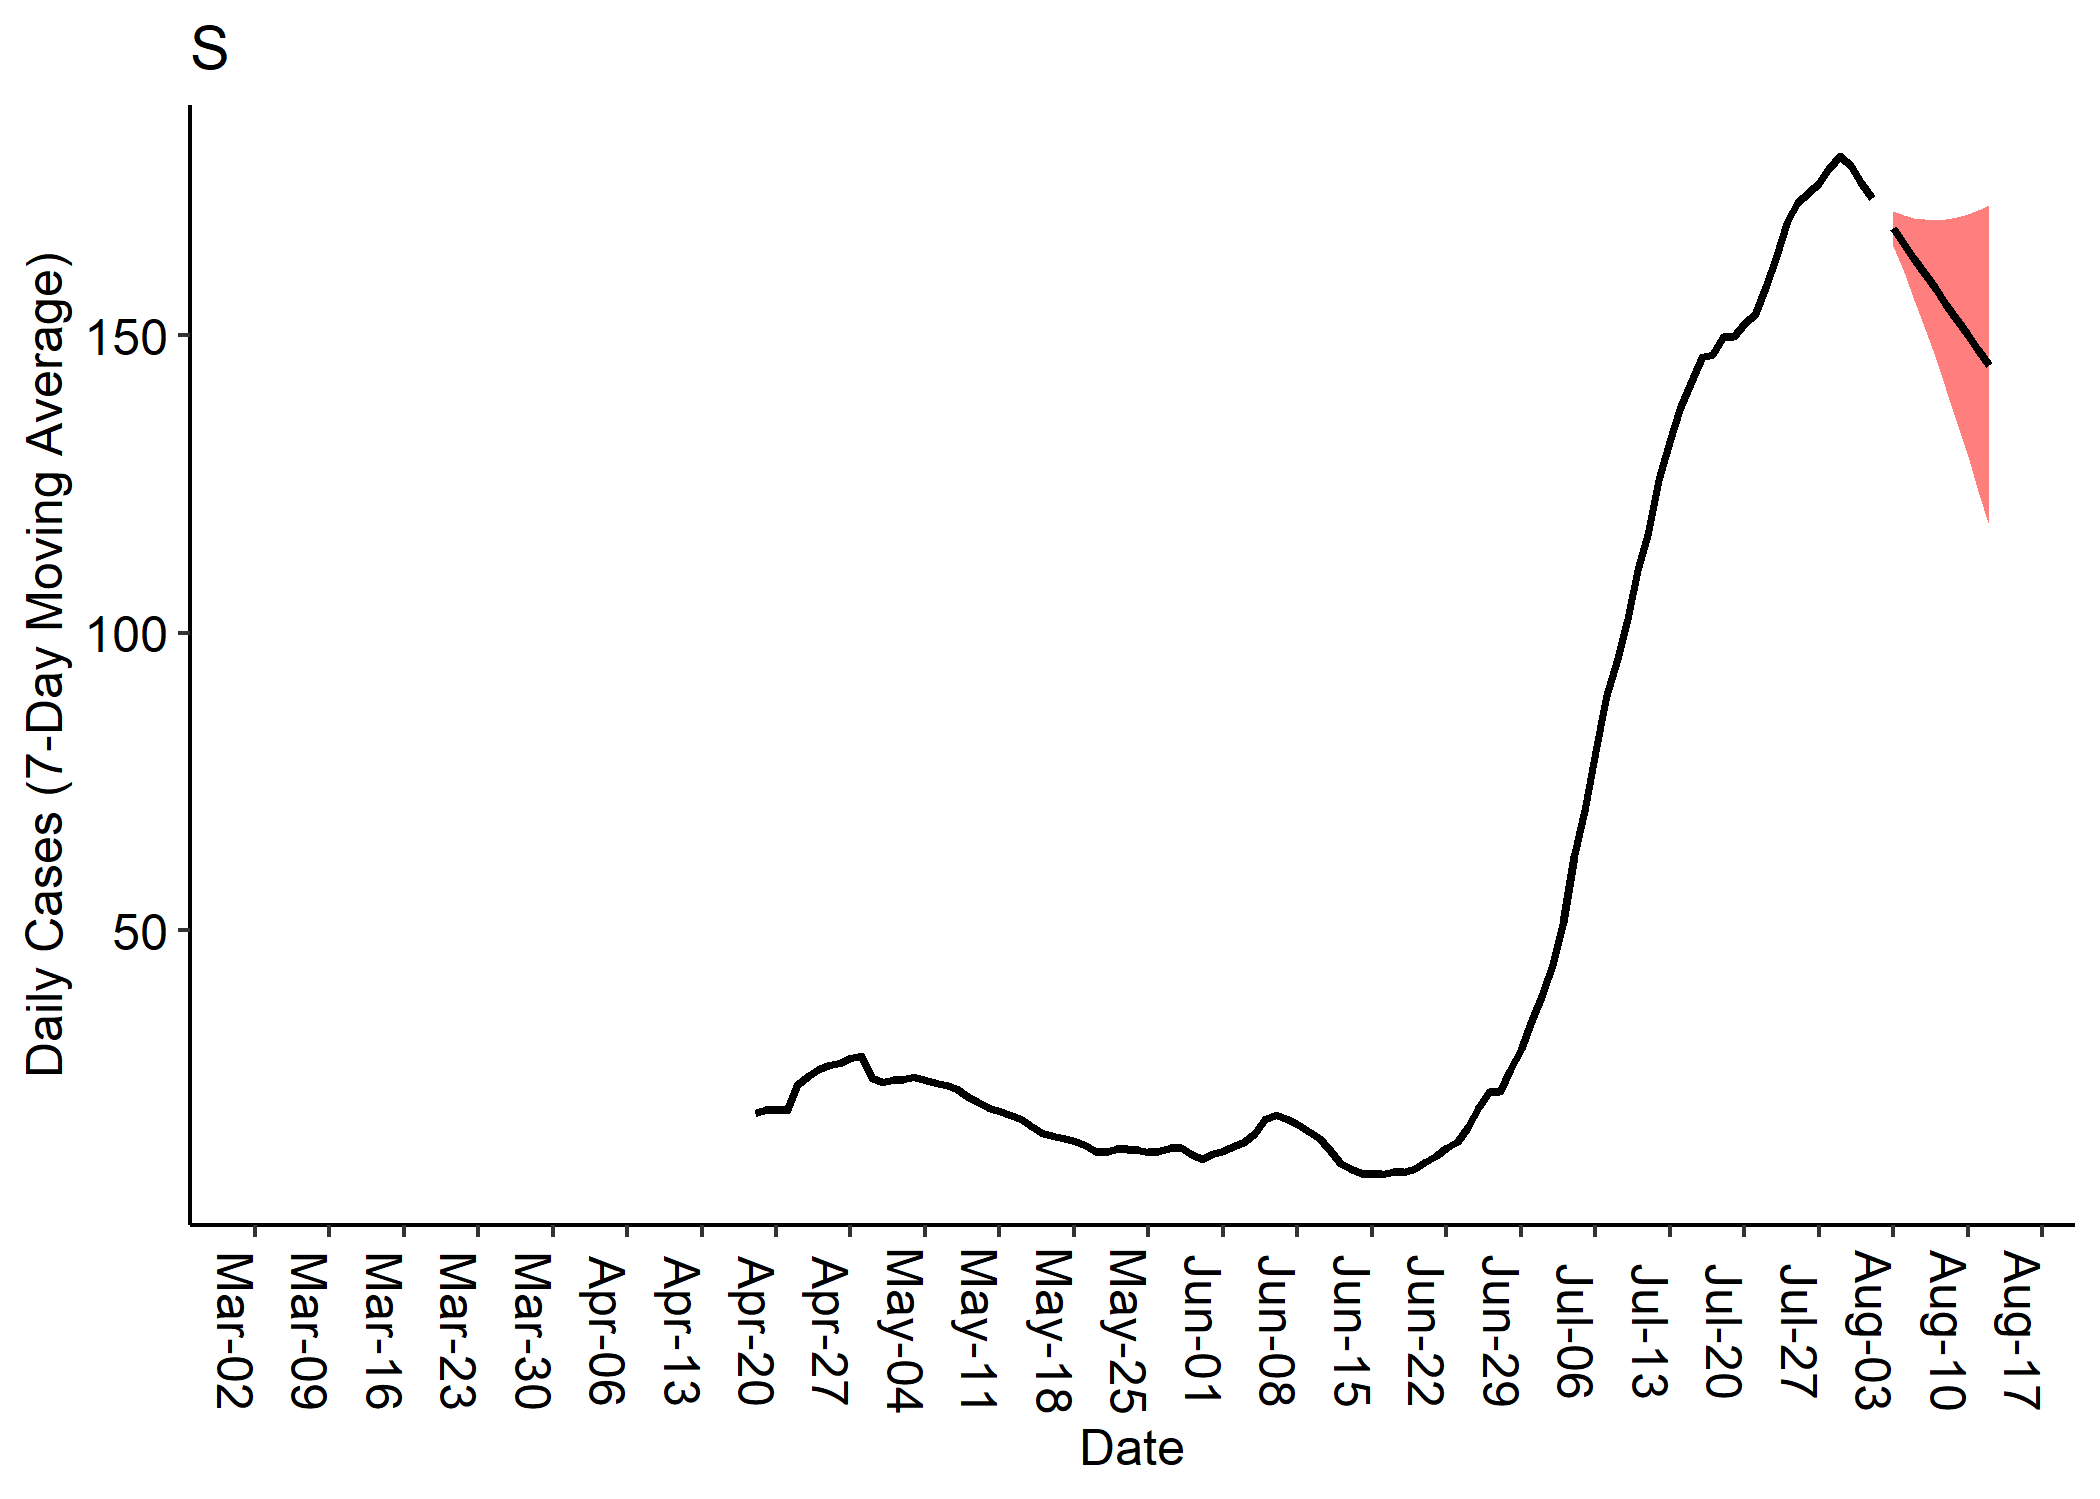 S
Daily Cases (7-Day Moving Average)
150
100
50
Mar-02
Mar-09
Mar-16
Mar-23
Mar-30
Apr-06
Apr-13
Apr-20
Apr-27
May-04
May-11
May-18
May-25
Jun-01
Jun-08
Jun-15
Jun-22
Jun-29
Jul-06
Jul-13
Jul-20
Jul-27
Aug-03
Aug-10
Aug-17
Date